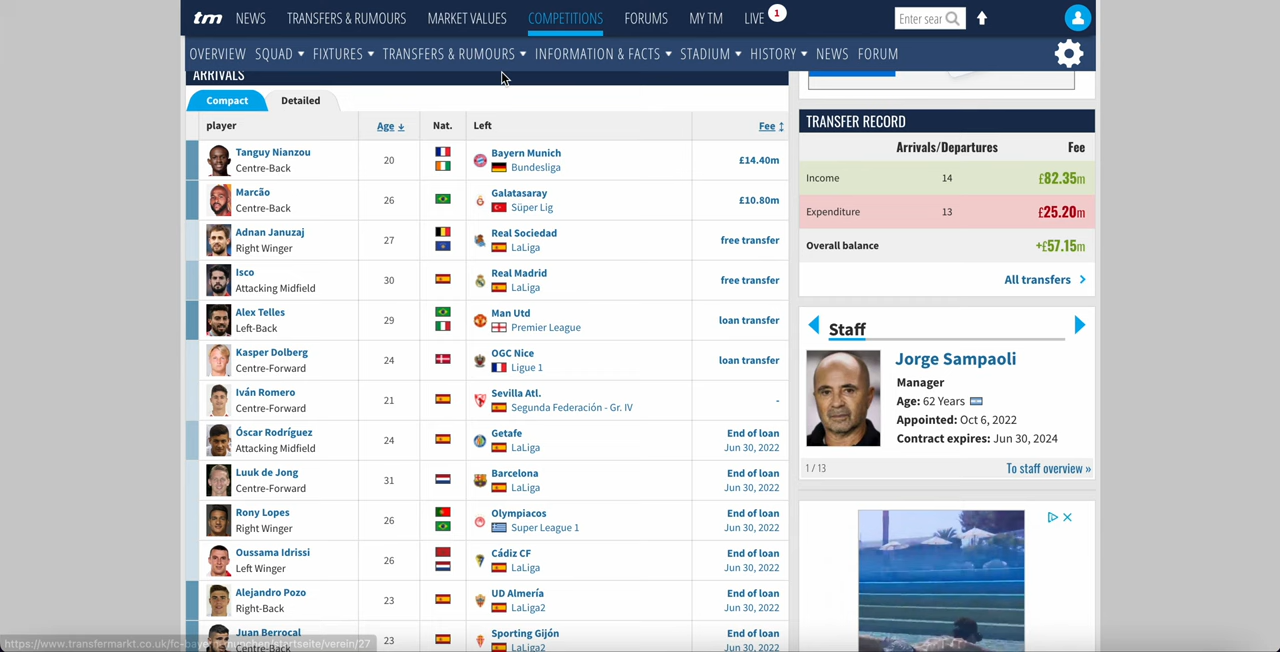 tm NEWS TRANSFERS & RUMOURS MARKET VALUES COMPETITIONS FORUMS MY TM LIVE 1 Enter sear
OVERVIEW SQUAD FIXTURES TRANSFERS & RUMOURS INFORMATION & FACTS STADIUM HISTORY NEWS FORUM
ARRIVALS
Compact Detailed
player Age Nat. Left Fee
Tanguy Nianzou
Centre-Back
20
Bayern Munich
Bundesliga
£14.40m
Marcão
Centre-Back
26
Galatasaray
Süper Lig
£10.80m
Adnan Januzaj
Right Winger
27
Real Sociedad
LaLiga
free transfer
Isco
Attacking Midfield
30
Real Madrid
LaLiga
free transfer
Alex Telles
Left-Back
29
Man Utd
Premier League
loan transfer
Kasper Dolberg
Centre-Forward
24
OGC Nice
Ligue 1
loan transfer
Iván Romero
Centre-Forward
21
Sevilla Atl.
Segunda Federación - Gr. IV
-
Óscar Rodríguez
Attacking Midfield
24
Getafe
LaLiga
End of loan
Jun 30, 2022
Luuk de Jong
Centre-Forward
31
Barcelona
LaLiga
End of loan
Jun 30, 2022
Rony Lopes
Right Winger
26
Olympiacos
Super League 1
End of loan
Jun 30, 2022
Oussama Idrissi
Left Winger
26
Cádiz CF
LaLiga
End of loan
Jun 30, 2022
Alejandro Pozo
Right-Back
23
UD Almería
LaLiga2
End of loan
Jun 30, 2022
Juan Berrocal
Centre-Back
23
Sporting Gijón
LaLiga2
End of loan
Jun 30, 2022
TRANSFER RECORD
Arrivals/Departures Fee
Income 14 £82.35m
Expenditure 13 £25.20m
Overall balance +£57.15m
All transfers
Staff
Jorge Sampaoli
Manager
Age: 62 Years
Appointed: Oct 6, 2022
Contract expires: Jun 30, 2024
1 / 13 To staff overview »